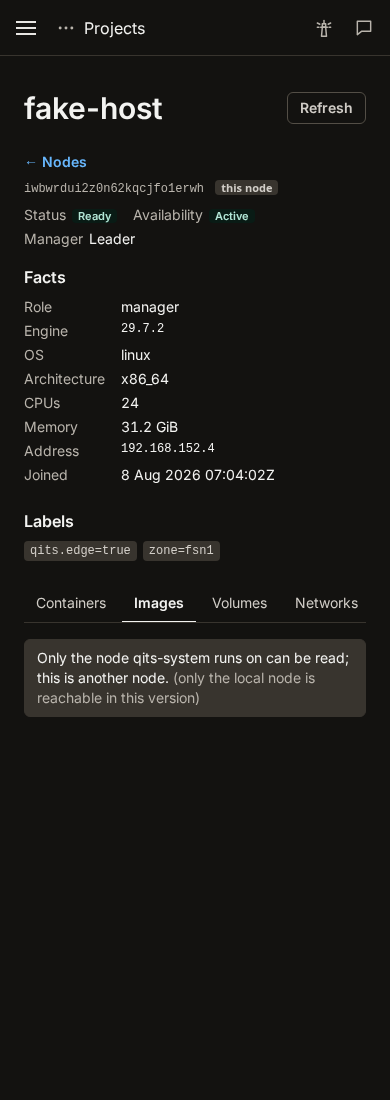 Projects
fake-host
Refresh
← Nodes
iwbwrdui2z0n62kqcjfo1erwh this node
Status Ready Availability Active
Manager Leader
Facts
Role manager
Engine 29.7.2
OS linux
Architecture x86_64
CPUs 24
Memory 31.2 GiB
Address 192.168.152.4
Joined 8 Aug 2026 07:04:02Z
Labels
qits.edge=true zone=fsn1
Containers Images Volumes Networks
Only the node qits-system runs on can be read;
this is another node. (only the local node is
reachable in this version)